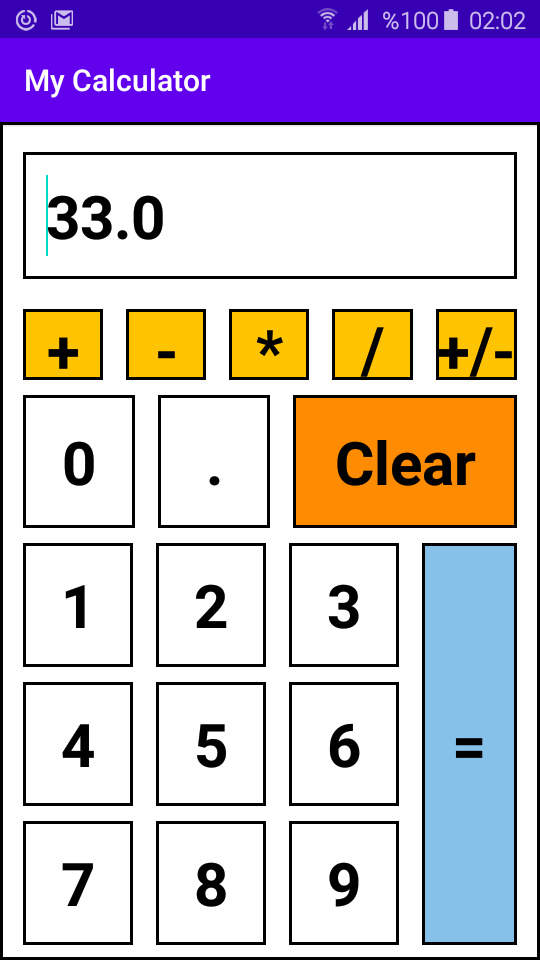 %100 02:02
My Calculator
33.0
+ - * / +/-
0 . Clear
1 2 3
4 5 6 =
7 8 9